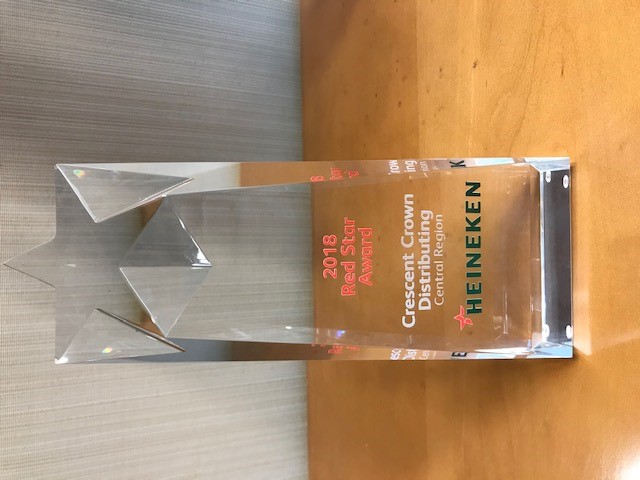 2018
Red Star
Award
Crescent Crown
Distributing
Central Region
HEINEKEN